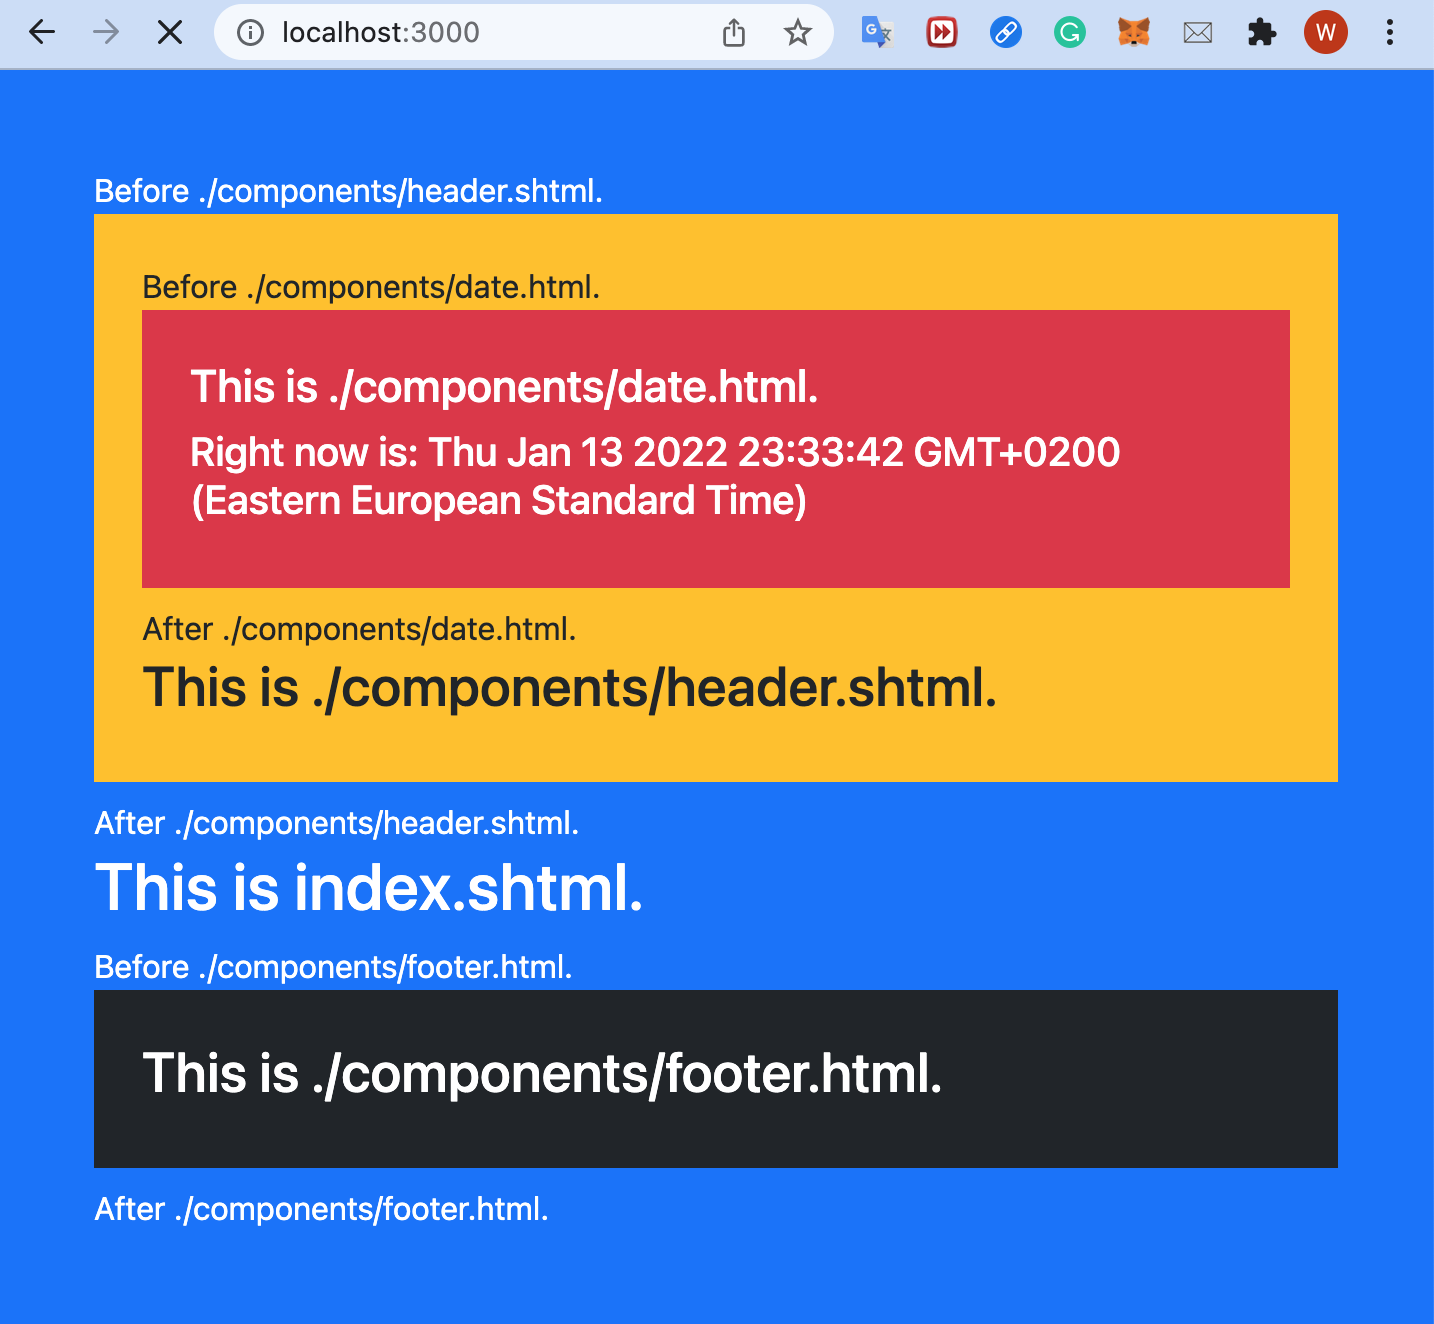 localhost:3000
W
Before ./components/header.shtml.
Before ./components/date.html.
This is ./components/date.html.
Right now is: Thu Jan 13 2022 23:33:42 GMT+0200
(Eastern European Standard Time)
After ./components/date.html.
This is ./components/header.shtml.
After ./components/header.shtml.
This is index.shtml.
Before ./components/footer.html.
This is ./components/footer.html.
After ./components/footer.html.